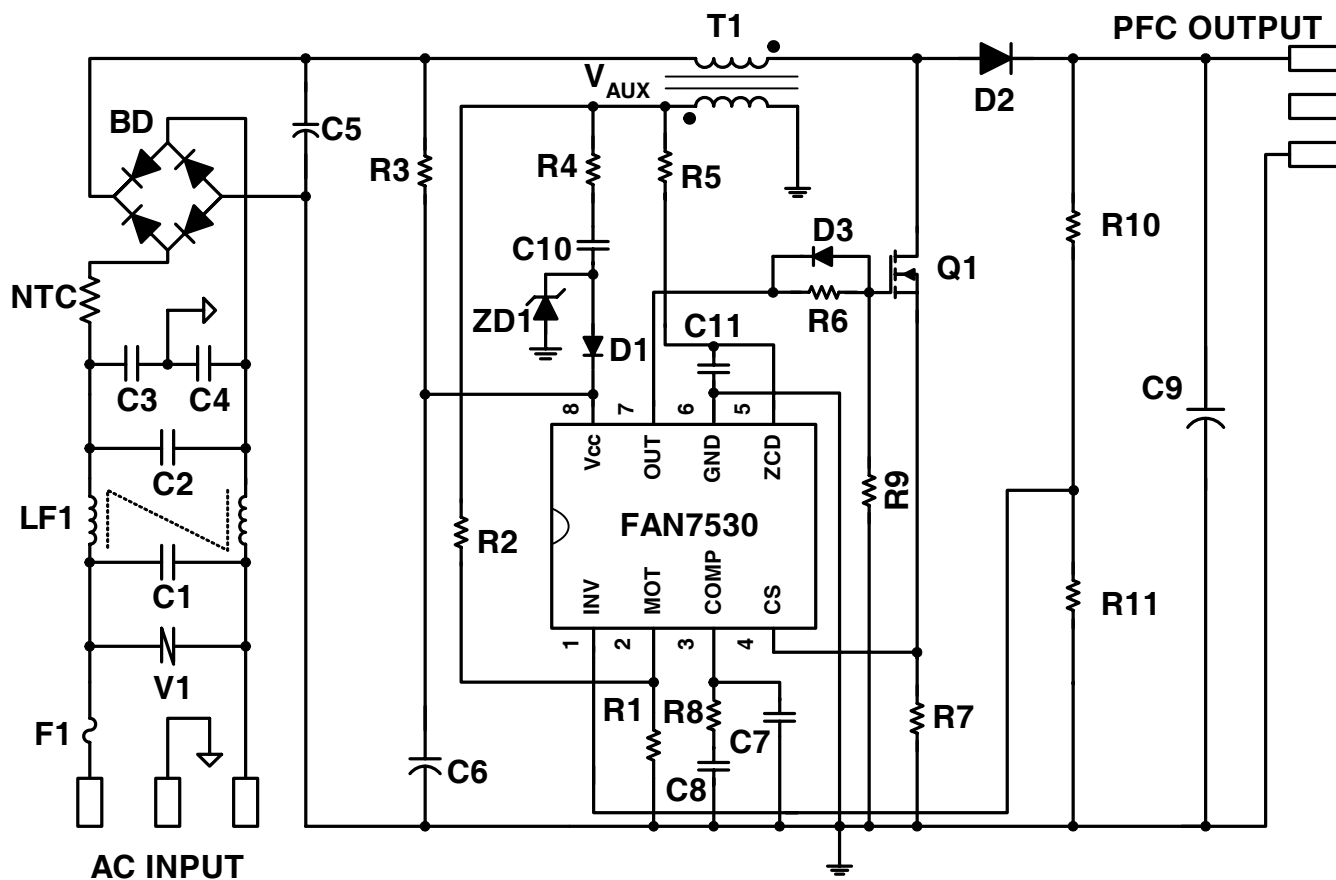 T1
PFC OUTPUT
VAUX
D2
BD
C5
R3
R4
R5
D3
R10
C10
Q1
NTC
ZD1
R6
C11
D1
C3
C4
C9
8
7
6
5
Vcc
OUT
GND
ZCD
C2
R9
LF1
FAN7530
R2
C1
INV
MOT
COMP
CS
R11
1
2
3
4
V1
R1
R8
R7
F1
C7
C6
C8
AC INPUT